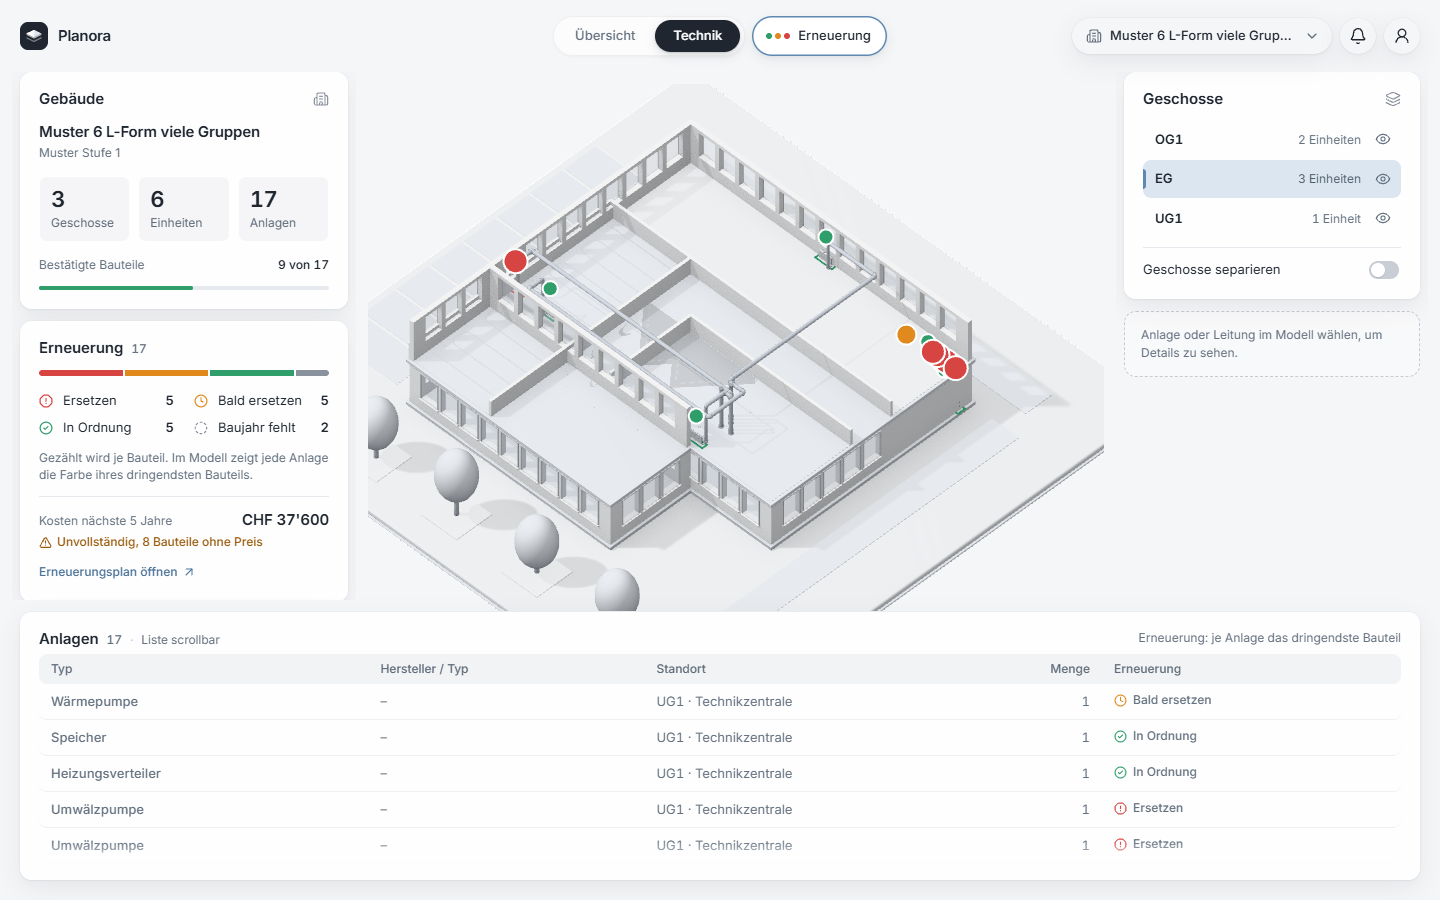 Planora
Übersicht
Technik
Erneuerung
Muster 6 L-Form viele Grup...
Gebäude
Muster 6 L-Form viele Gruppen
Muster Stufe 1
3
Geschosse
6
Einheiten
17
Anlagen
Bestätigte Bauteile
9 von 17
Erneuerung 17
Ersetzen 5
Bald ersetzen 5
In Ordnung 5
Baujahr fehlt 2
Gezählt wird je Bauteil. Im Modell zeigt jede Anlage
die Farbe ihres dringendsten Bauteils.
Kosten nächste 5 Jahre
CHF 37'600
Unvollständig, 8 Bauteile ohne Preis
Erneuerungsplan öffnen
Geschosse
OG1 2 Einheiten
EG 3 Einheiten
UG1 1 Einheit
Geschosse separieren
Anlage oder Leitung im Modell wählen, um
Details zu sehen.
Anlagen 17 · Liste scrollbar
Erneuerung: je Anlage das dringendste Bauteil
Typ Hersteller / Typ Standort Menge Erneuerung
Wärmepumpe – UG1 · Technikzentrale 1 Bald ersetzen
Speicher – UG1 · Technikzentrale 1 In Ordnung
Heizungsverteiler – UG1 · Technikzentrale 1 In Ordnung
Umwälzpumpe – UG1 · Technikzentrale 1 Ersetzen
Umwälzpumpe – UG1 · Technikzentrale 1 Ersetzen